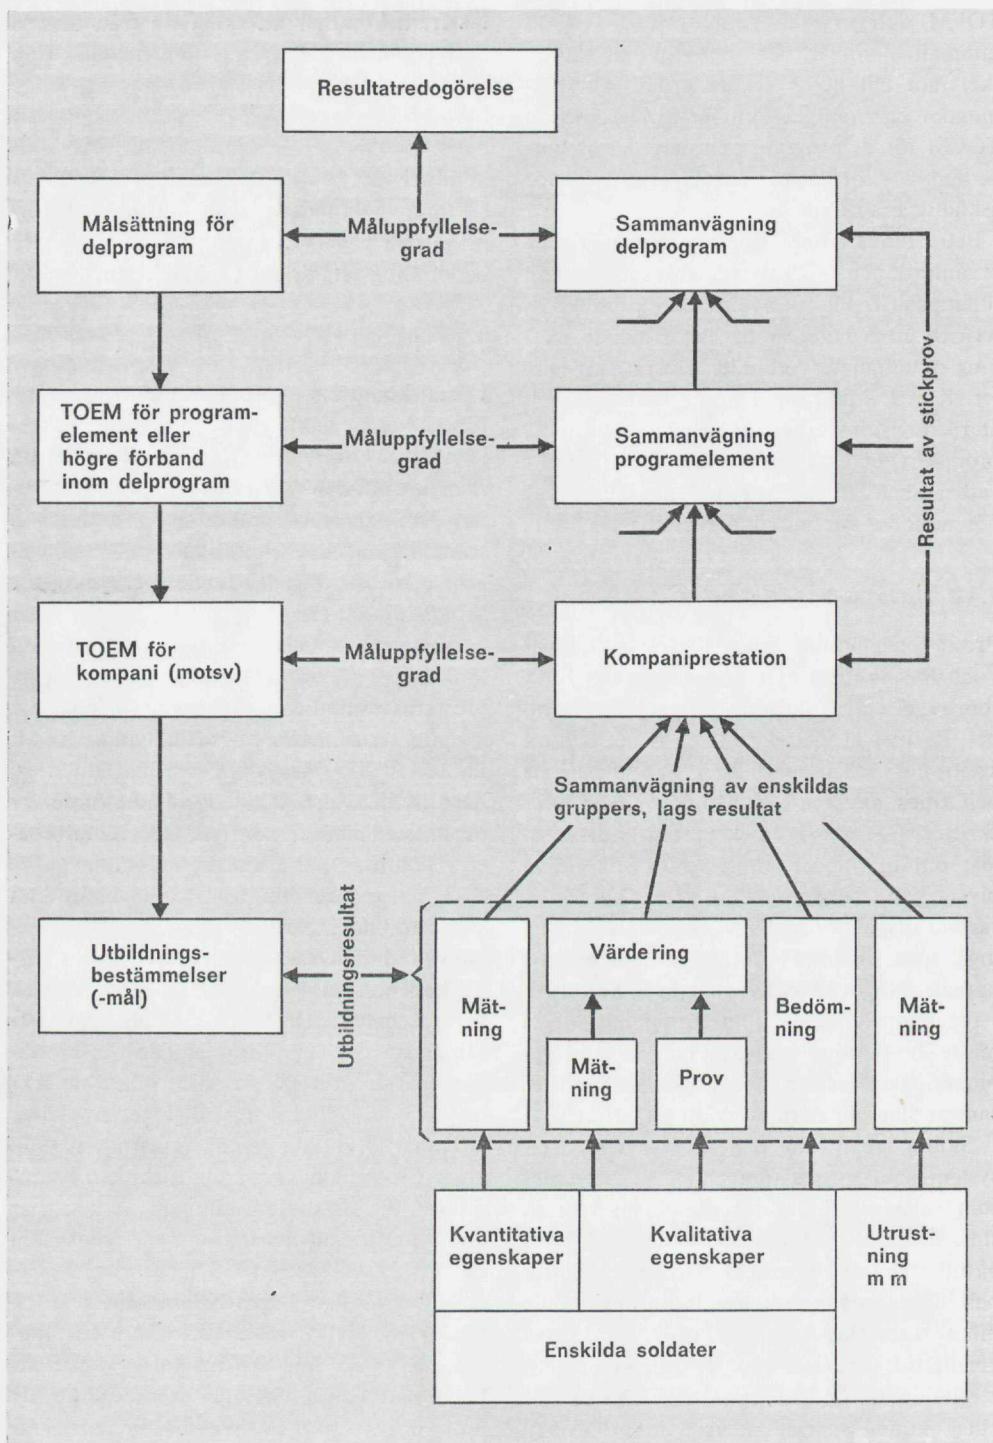 Resultatredogörelse
Målsättning för
delprogram
Måluppfyllelse-
grad
Sammanvägning
delprogram
TOEM för program-
element eller
högre förband
inom delprogram
Måluppfyllelse-
grad
Sammanvägning
programelement
Resultat av stickprov
TOEM för
kompani (motsv)
Måluppfyllelse-
grad
Kompaniprestation
Sammanvägning av enskildas
gruppers, lags resultat
Utbildnings-
bestämmelser
(-mål)
Utbildningsresultat
Mät-
ning
Värdering
Mät-
ning
Prov
Bedöm-
ning
Mät-
ning
Kvantitativa
egenskaper
Kvalitativa
egenskaper
Utrust-
ning
m m
Enskilda soldater